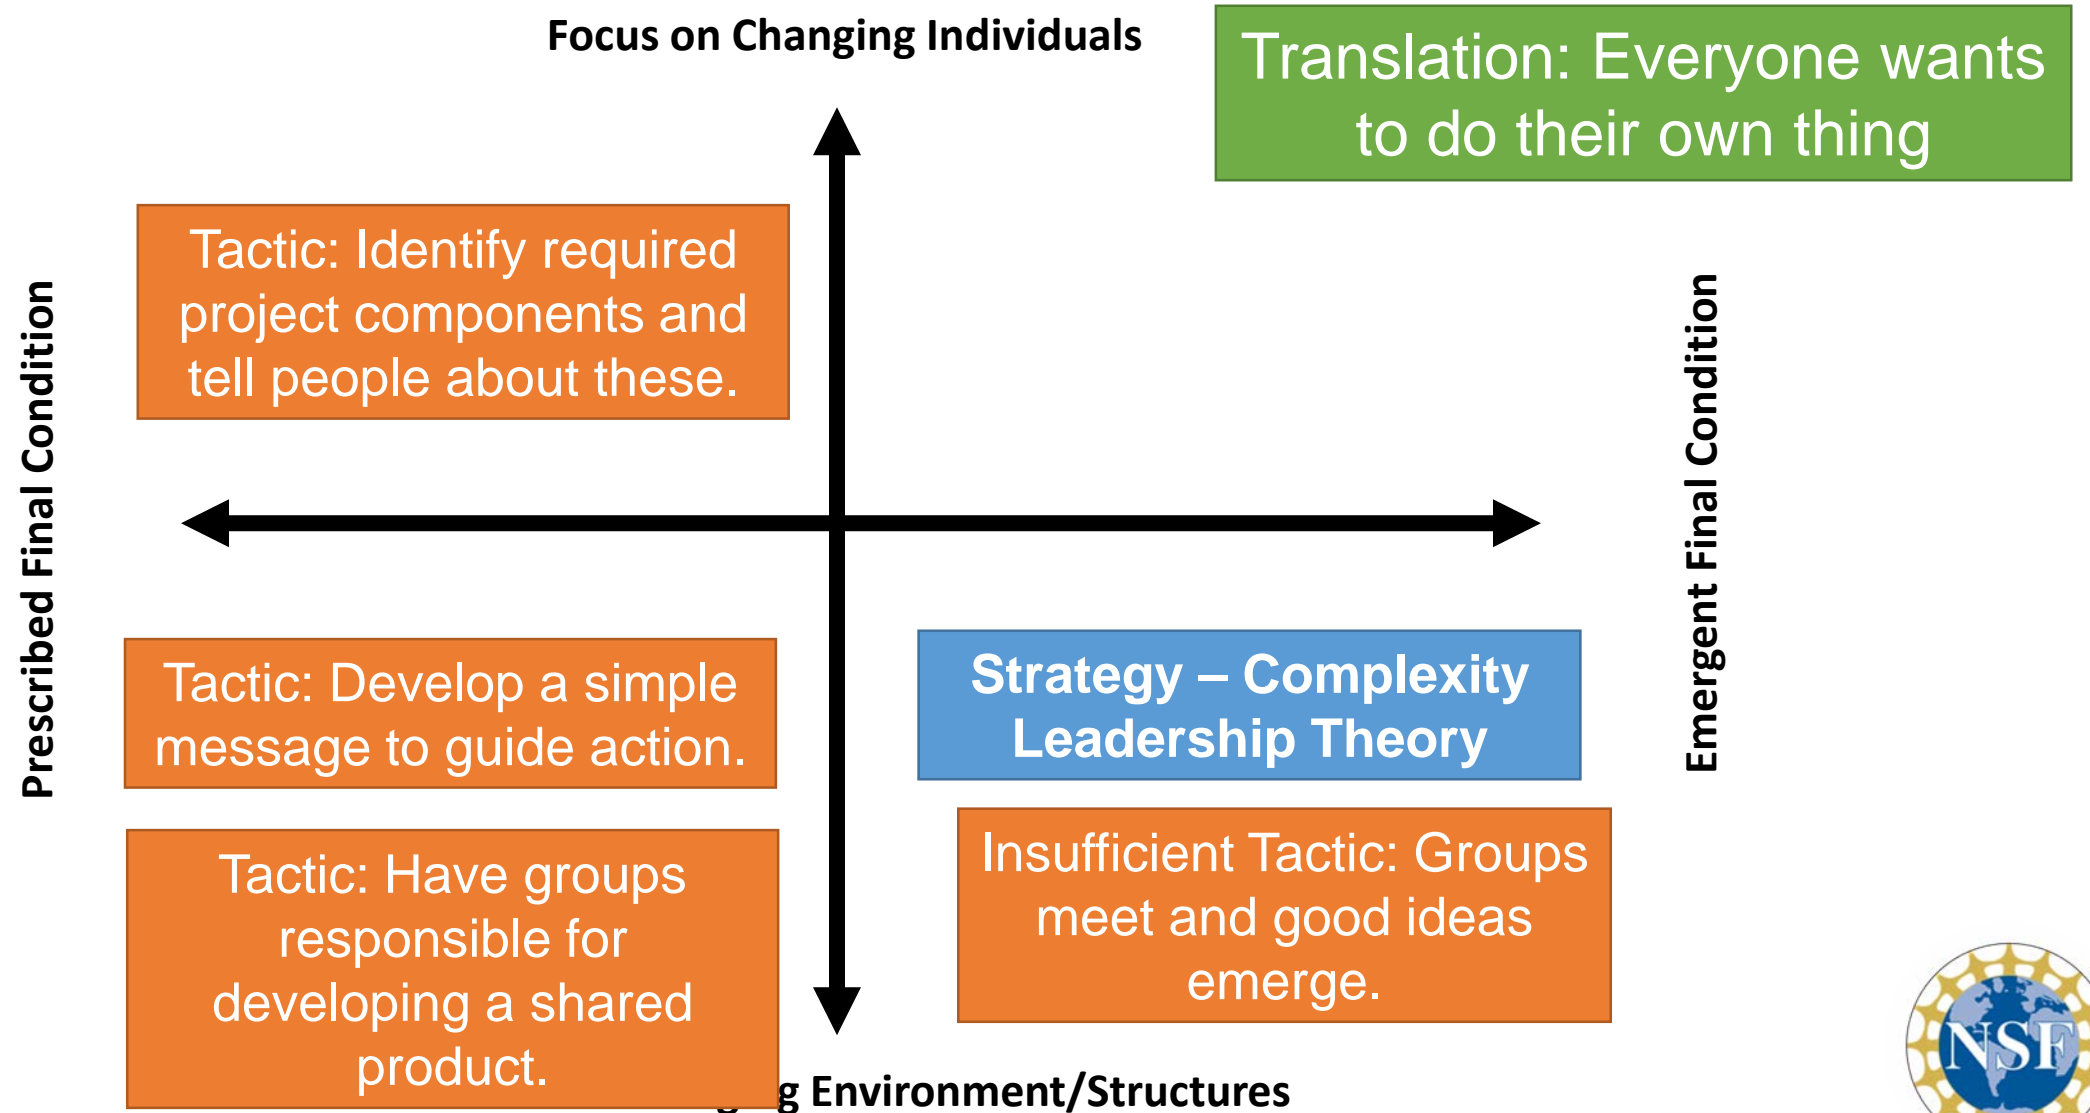 Focus on Changing Individuals
Translation: Everyone wants
to do their own thing
Tactic: Identify required
project components and
tell people about these.
Prescribed Final Condition
Emergent Final Condition
Tactic: Develop a simple
message to guide action.
Strategy – Complexity
Leadership Theory
Tactic: Have groups
responsible for
developing a shared
product.
Insufficient Tactic: Groups
meet and good ideas
emerge.
Environment/Structures
NSF